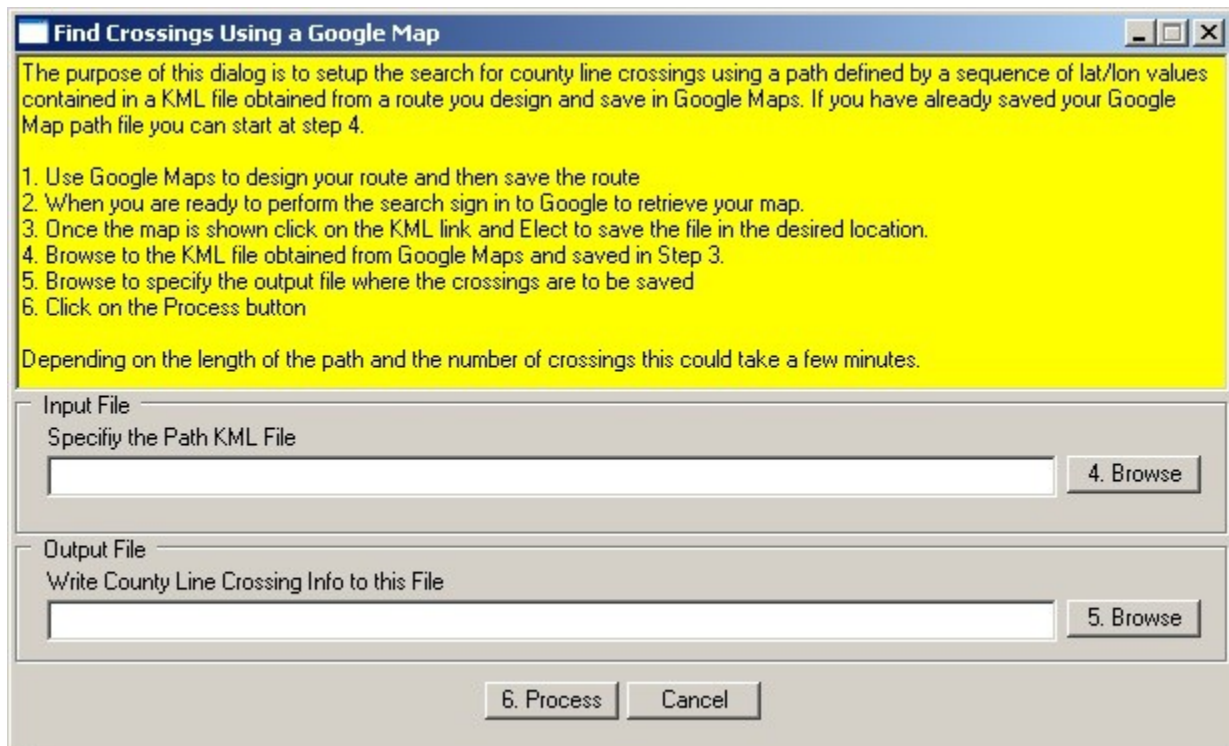 Find Crossings Using a Google Map
The purpose of this dialog is to setup the search for county line crossings using a path defined by a sequence of lat/lon values
contained in a KML file obtained from a route you design and save in Google Maps. If you have already saved your Google
Map path file you can start at step 4.
1. Use Google Maps to design your route and then save the route
2. When you are ready to perform the search sign in to Google to retrieve your map.
3. Once the map is shown click on the KML link and Elect to save the file in the desired location.
4. Browse to the KML file obtained from Google Maps and saved in Step 3.
5. Browse to specify the output file where the crossings are to be saved
6. Click on the Process button
Depending on the length of the path and the number of crossings this could take a few minutes.
Input File
Specifiy the Path KML File
4. Browse
Output File
Write County Line Crossing Info to this File
5. Browse
6. Process
Cancel